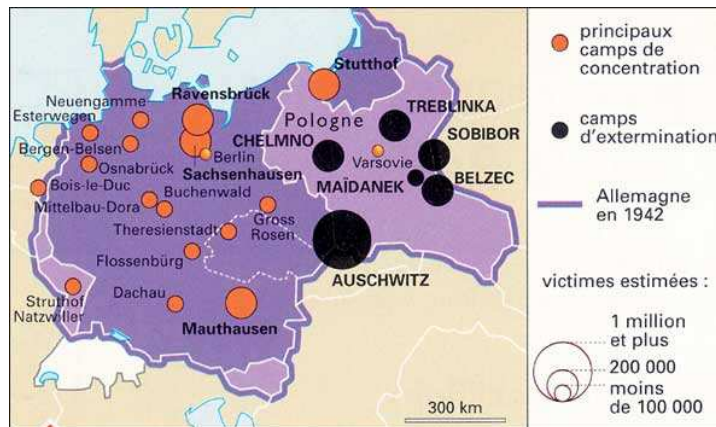 Neuengamme
Esterwegen
Bergen-Belsen
Osnabrück
Bois-le-Duc
Buchenwald
Mittelbau-Dora
Theresienstadt
Flossenbürg
Struthof
Natzwiller
Dachau
Mauthausen
Ravensbrück
Berlin
Sachsenhausen
Gross
Rosen
Stutthof
Pologne
CHELMNO
Varsovie
TREBLINKA
SOBIBOR
MAÏDANEK
BELZEC
AUSCHWITZ
300 km
principaux
camps de
concentration
camps
d'extermination
Allemagne
en 1942
victimes estimées :
1 million
et plus
200 000
moins
de 100 000